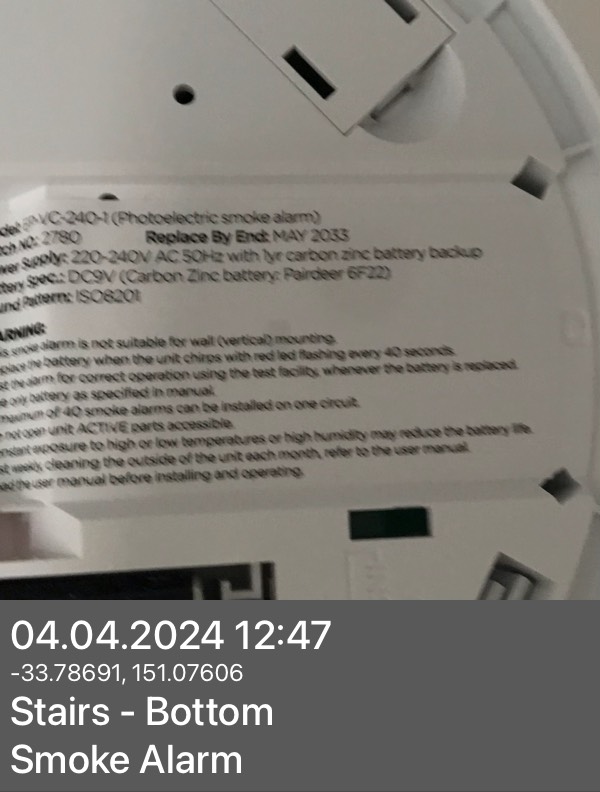 VC-240-1 (Photoelectric smoke alarm)
2780 Replace By End: MAY 2033
Supply: 220-240V AC 50Hz with 1yr carbon zinc battery backup
Spec.: DC9V (Carbon Zinc battery: Pairdeer 6F22)
Pattern: ISO8201
smoke alarm is not suitable for wall (vertical) mounting.
battery when the unit chirps with red led flashing every 40 seconds.
alarm for correct operation using the test facility, whenever the battery is replaced.
only battery as specified in manual.
of 40 smoke alarms can be installed on one circuit.
not open unit ACTIVE parts accessible.
exposure to high or low temperatures or high humidity may reduce the battery life.
weekly, cleaning the outside of the unit each month, refer to the user manual.
the user manual before installing and operating.
04.04.2024 12:47
-33.78691, 151.07606
Stairs - Bottom
Smoke Alarm